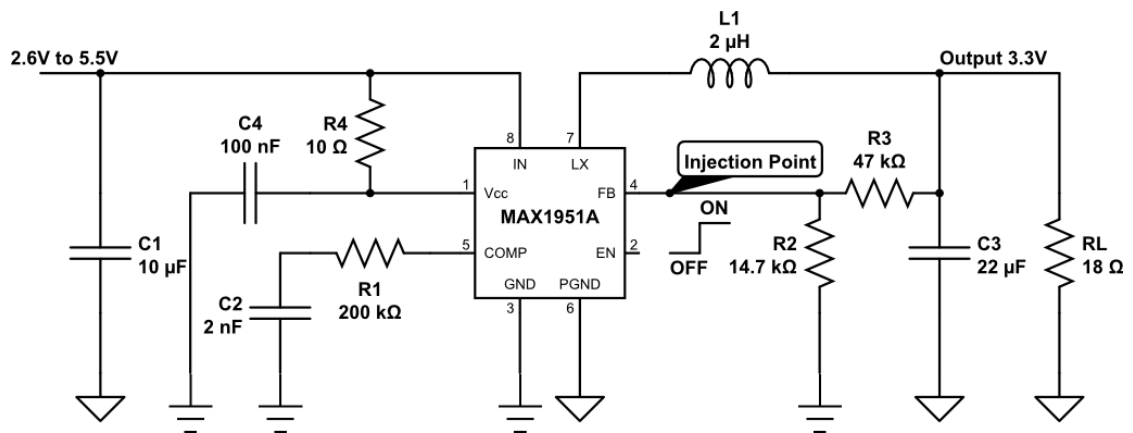 L1
2 µH
2.6V to 5.5V
Output 3.3V
C4
100 nF
R4
10 Ω
8
7
IN
LX
Injection Point
R3
47 kΩ
1
Vcc
FB
4
MAX1951A
ON
C1
10 µF
5
COMP
EN
2
OFF
R2
14.7 kΩ
C3
22 µF
RL
18 Ω
C2
2 nF
R1
200 kΩ
GND
PGND
3
6